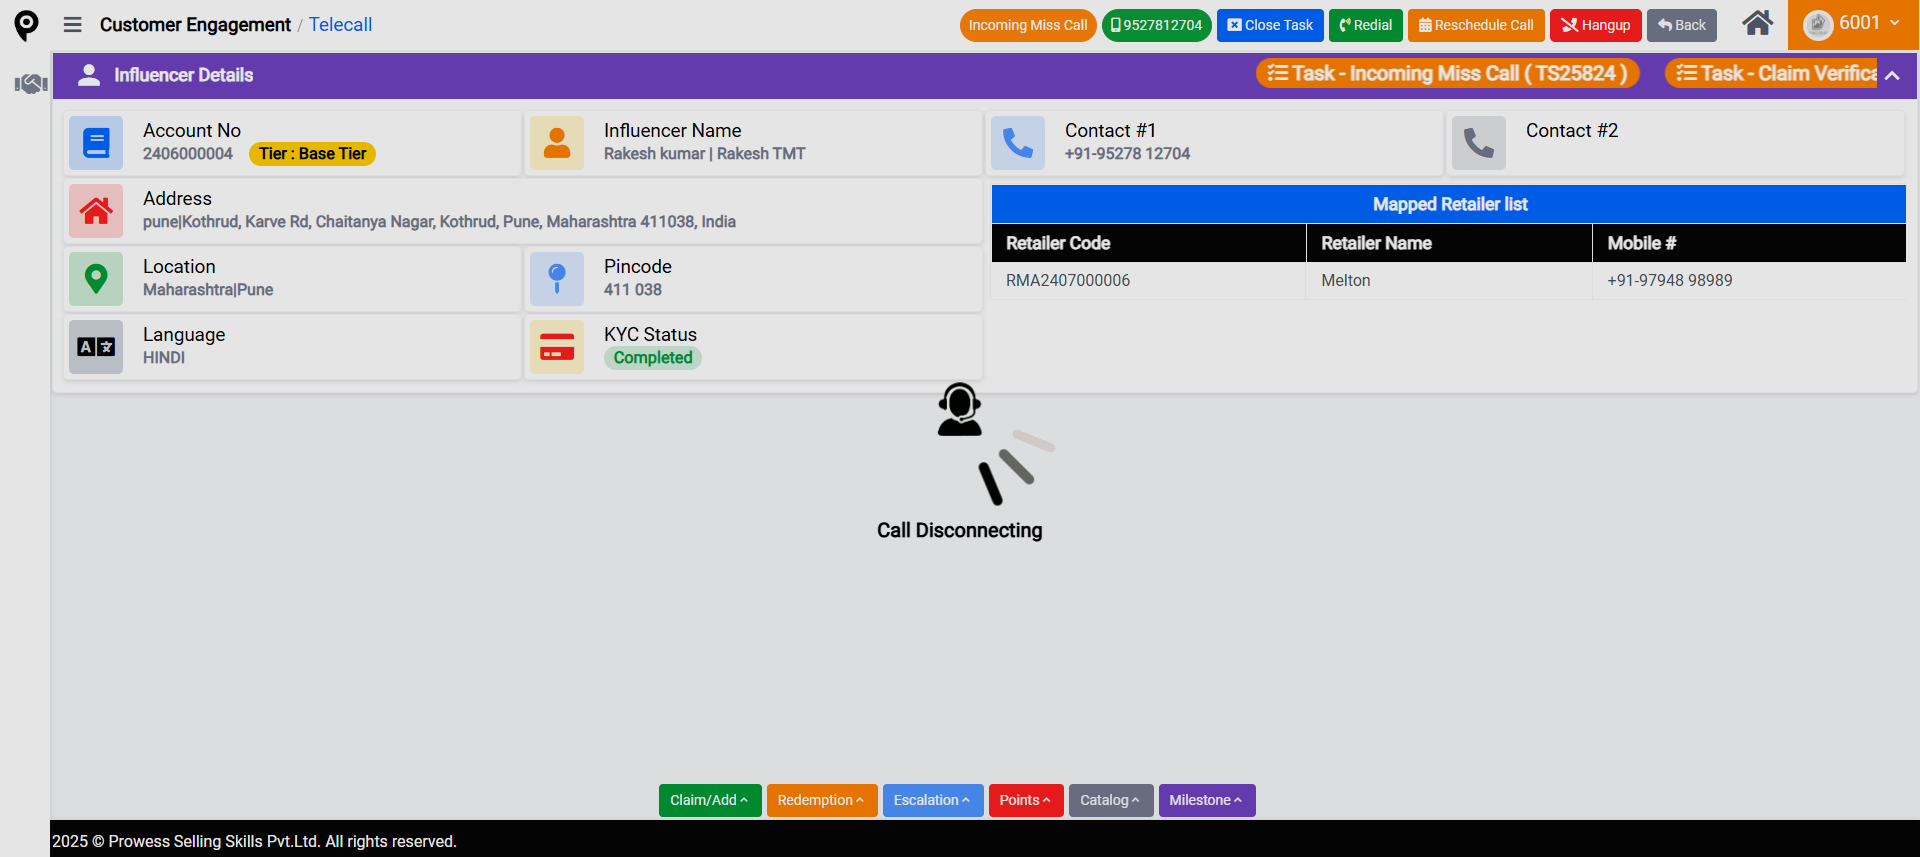 Customer Engagement / Telecall
Incoming Miss Call
9527812704
Close Task
Redial
Reschedule Call
Hangup
Back
6001
Influencer Details
Task - Incoming Miss Call ( TS25824 )
Task - Claim Verifica
Account No
2406000004
Tier : Base Tier
Influencer Name
Rakesh kumar | Rakesh TMT
Contact #1
+91-95278 12704
Contact #2
Address
pune|Kothrud, Karve Rd, Chaitanya Nagar, Kothrud, Pune, Maharashtra 411038, India
Location
Maharashtra|Pune
Pincode
411 038
Language
HINDI
KYC Status
Completed
Mapped Retailer list
Retailer Code Retailer Name Mobile #
RMA2407000006 Melton +91-97948 98989
Call Disconnecting
Claim/Add
Redemption
Escalation
Points
Catalog
Milestone
2025 © Prowess Selling Skills Pvt.Ltd. All rights reserved.